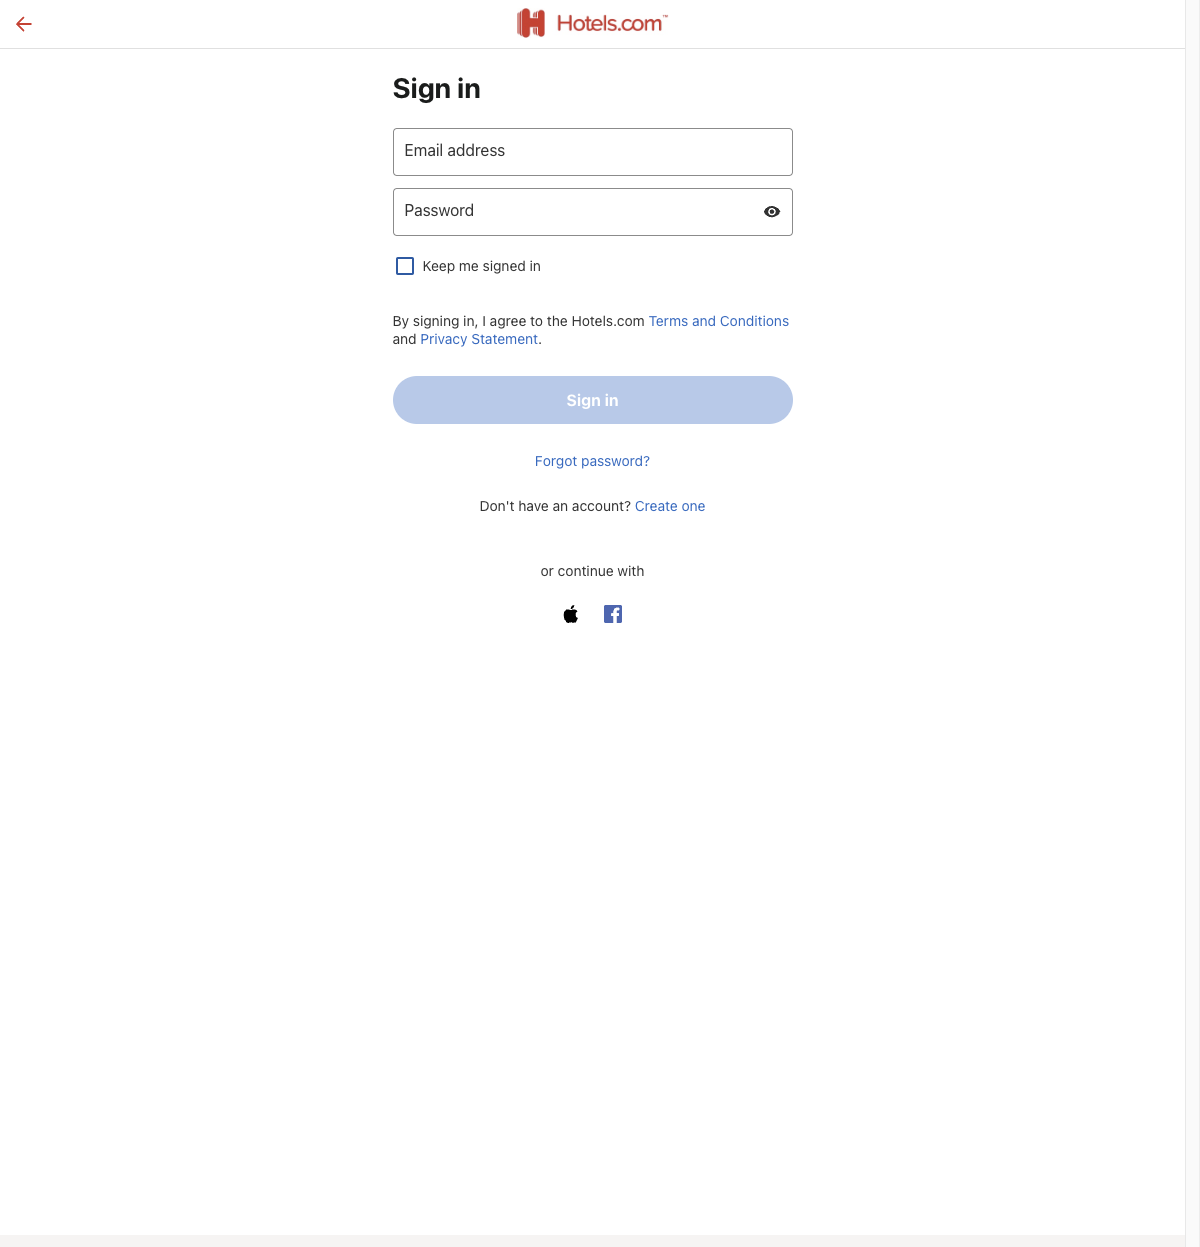 Hotels.com™
Sign in
Email address
Password
Keep me signed in
By signing in, I agree to the Hotels.com Terms and Conditions
and Privacy Statement.
Sign in
Forgot password?
Don't have an account? Create one
or continue with